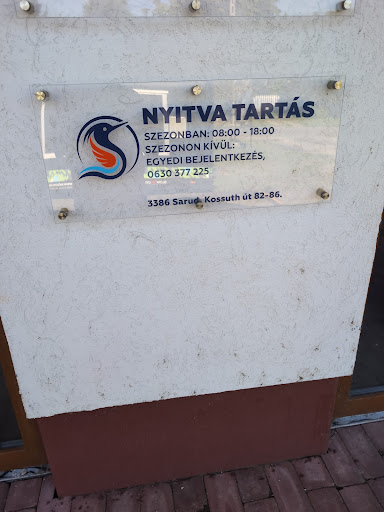 NYITVA TARTÁS
SZEZONBAN: 08:00 - 18:00
SZEZONON KÍVÜL:
EGYEDI BEJELENTKEZÉS,
0630 377 225
3386 Sarud, Kossuth út 82-86.